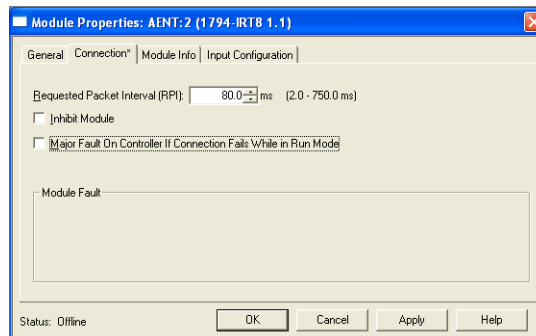 Module Properties: AENT:2 (1794-IRT8 1.1)
General Connection* Module Info Input Configuration
Requested Packet Interval (RPI): 80.0 ms (2.0 - 750.0 ms)
Inhibit Module
Major Fault On Controller If Connection Fails While in Run Mode
Module Fault
Status: Offline OK Cancel Apply Help